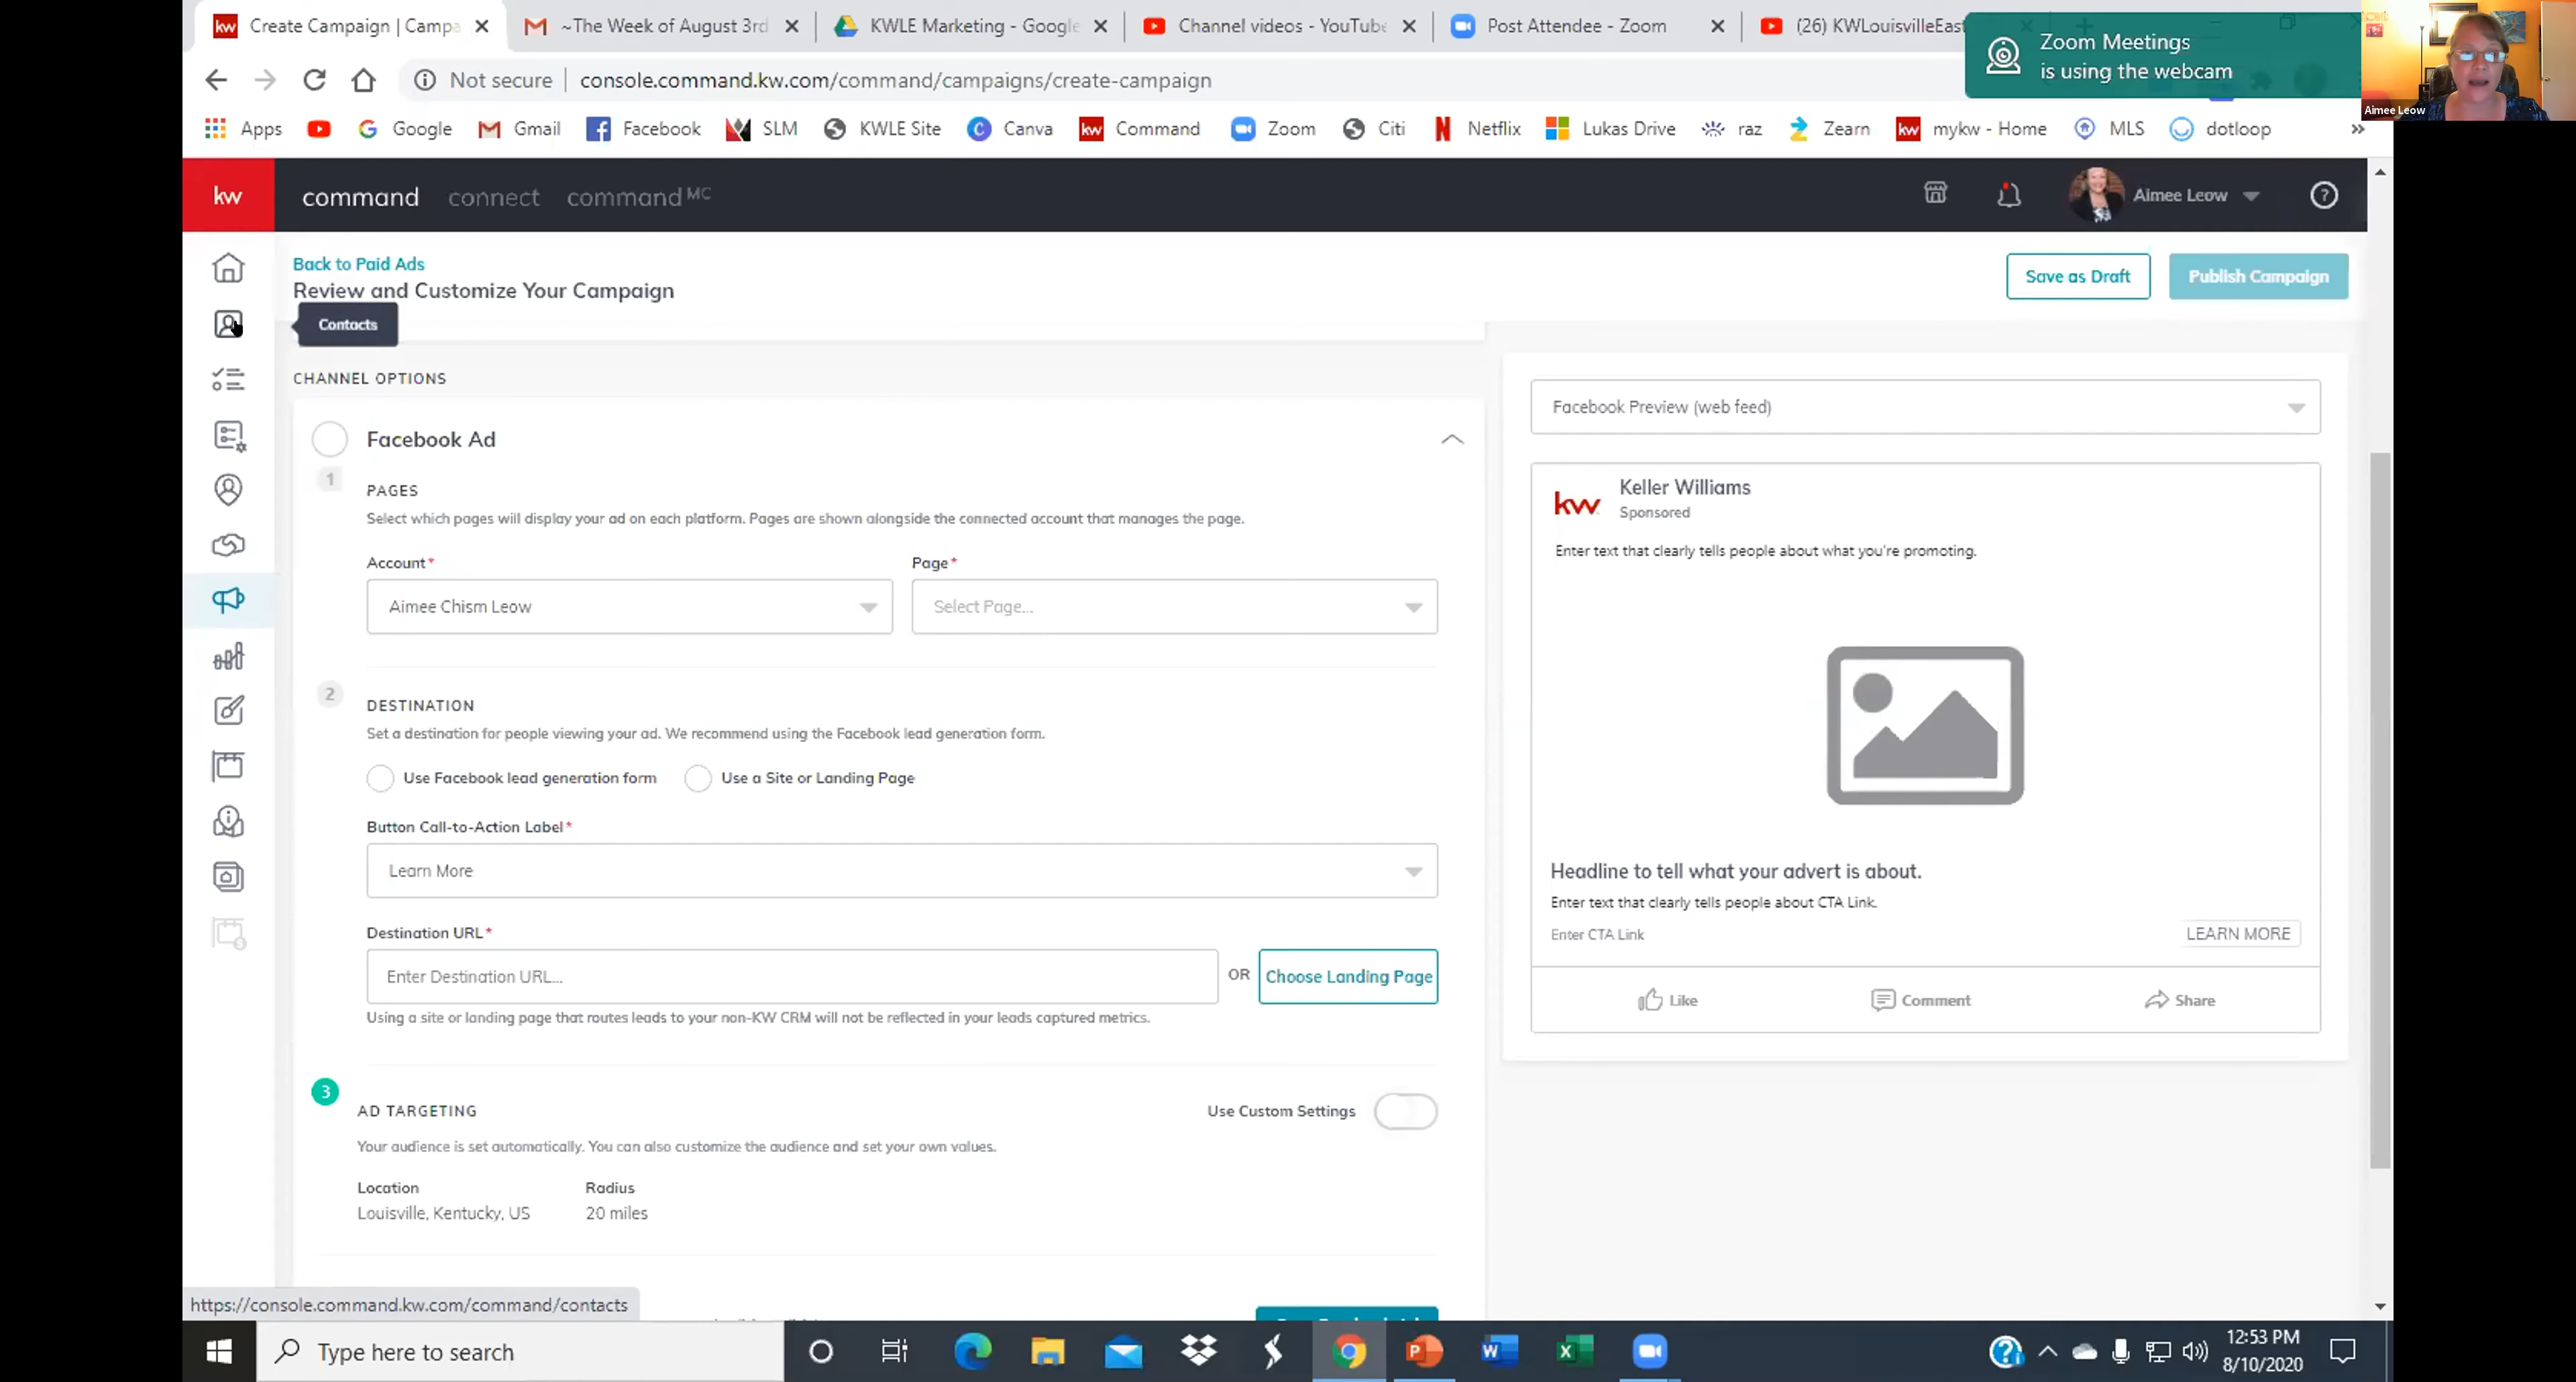 kw Create Campaign | Campa
~The Week of August 3rd
KWLE Marketing - Google
Channel videos - YouTube
Post Attendee - Zoom
(26) KWLouisvilleEast
Zoom Meetings
is using the webcam
Aimee Leow
Not secure console.command.kw.com/command/campaigns/create-campaign
Apps
Google
Gmail
Facebook
SLM
KWLE Site
Canva
kw Command
Zoom
Citi
Netflix
Lukas Drive
raz
Zearn
kw mykw - Home
MLS
dotloop
»
kw command connect command MC
Aimee Leow
Back to Paid Ads
Review and Customize Your Campaign
Save as Draft
Publish Campaign
Contacts
CHANNEL OPTIONS
Facebook Ad
1
PAGES
Select which pages will display your ad on each platform. Pages are shown alongside the connected account that manages the page.
Account* Page*
Aimee Chism Leow
Select Page...
2
DESTINATION
Set a destination for people viewing your ad. We recommend using the Facebook lead generation form.
Use Facebook lead generation form
Use a Site or Landing Page
Button Call-to-Action Label*
Learn More
Destination URL*
Enter Destination URL...
OR
Choose Landing Page
Using a site or landing page that routes leads to your non-KW CRM will not be reflected in your leads captured metrics.
3
AD TARGETING
Use Custom Settings
Your audience is set automatically. You can also customize the audience and set your own values.
Location Radius
Louisville, Kentucky, US 20 miles
Facebook Preview (web feed)
kw
Keller Williams
Sponsored
Enter text that clearly tells people about what you're promoting.
Headline to tell what your advert is about.
Enter text that clearly tells people about CTA Link.
Enter CTA Link
LEARN MORE
Like
Comment
Share
https://console.command.kw.com/command/contacts
Type here to search
12:53 PM
8/10/2020